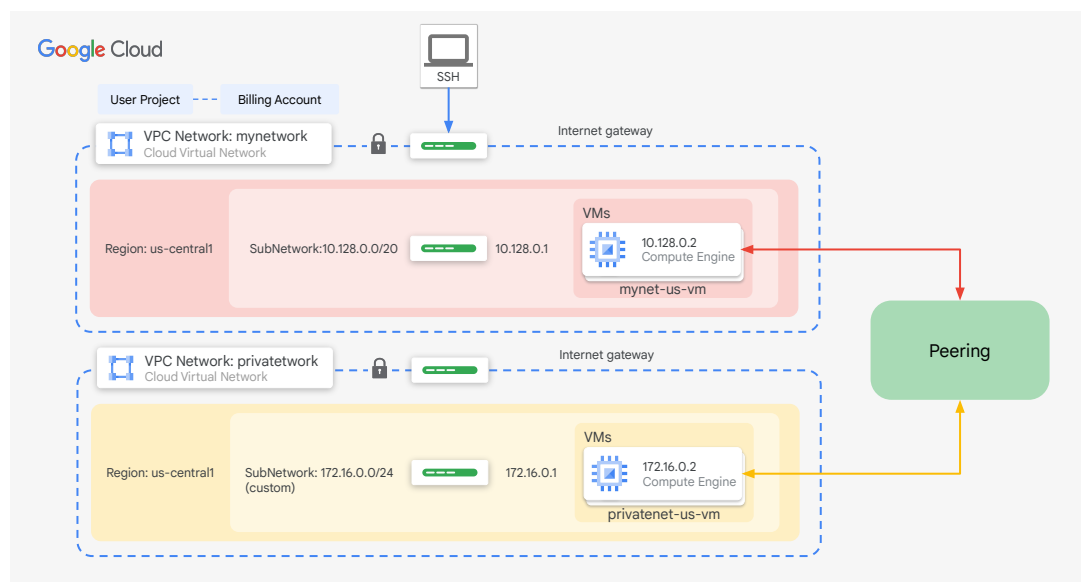 Google Cloud
SSH
User Project
Billing Account
VPC Network: mynetwork
Cloud Virtual Network
Internet gateway
Region: us-central1
SubNetwork:10.128.0.0/20
10.128.0.1
VMs
10.128.0.2
Compute Engine
mynet-us-vm
Peering
VPC Network: privatetwork
Cloud Virtual Network
Internet gateway
Region: us-central1
SubNetwork: 172.16.0.0/24
(custom)
172.16.0.1
VMs
172.16.0.2
Compute Engine
privatenet-us-vm